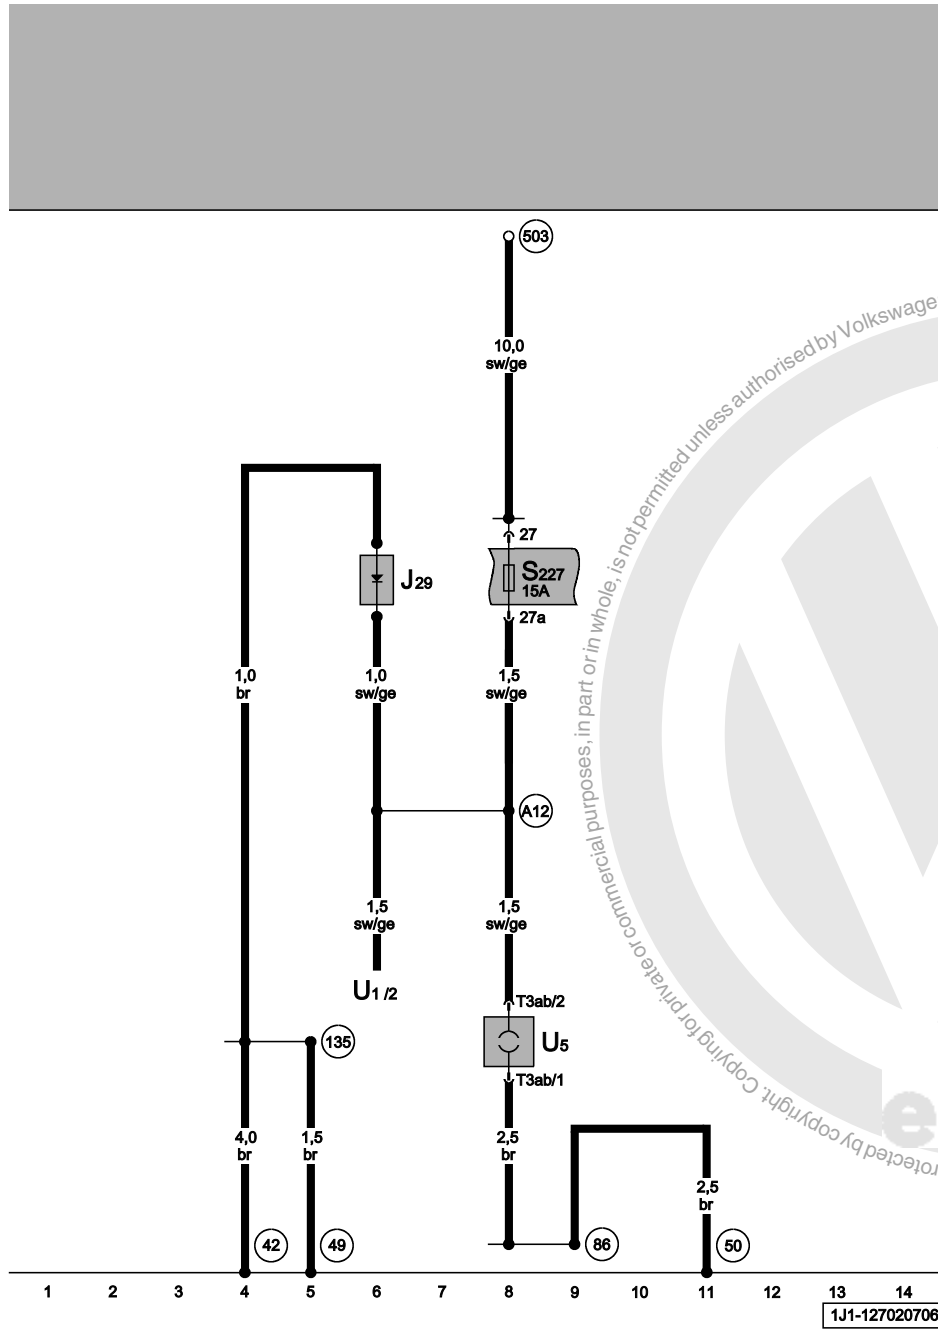 503
10,0
sw/ge
27
S227
15A
27a
J29
1,0
br
1,0
sw/ge
1,5
sw/ge
A12
1,5
sw/ge
1,5
sw/ge
U1 /2
T3ab/2
U5
T3ab/1
135
4,0
br
1,5
br
2,5
br
2,5
br
42
49
86
50
1 2 3 4 5 6 7 8 9 10 11 12 13 14
1J1-127020706
rotected by copyright. Copying for private or commercial purposes, in part or in whole, is not permitted unless authorised by Volkswage
e